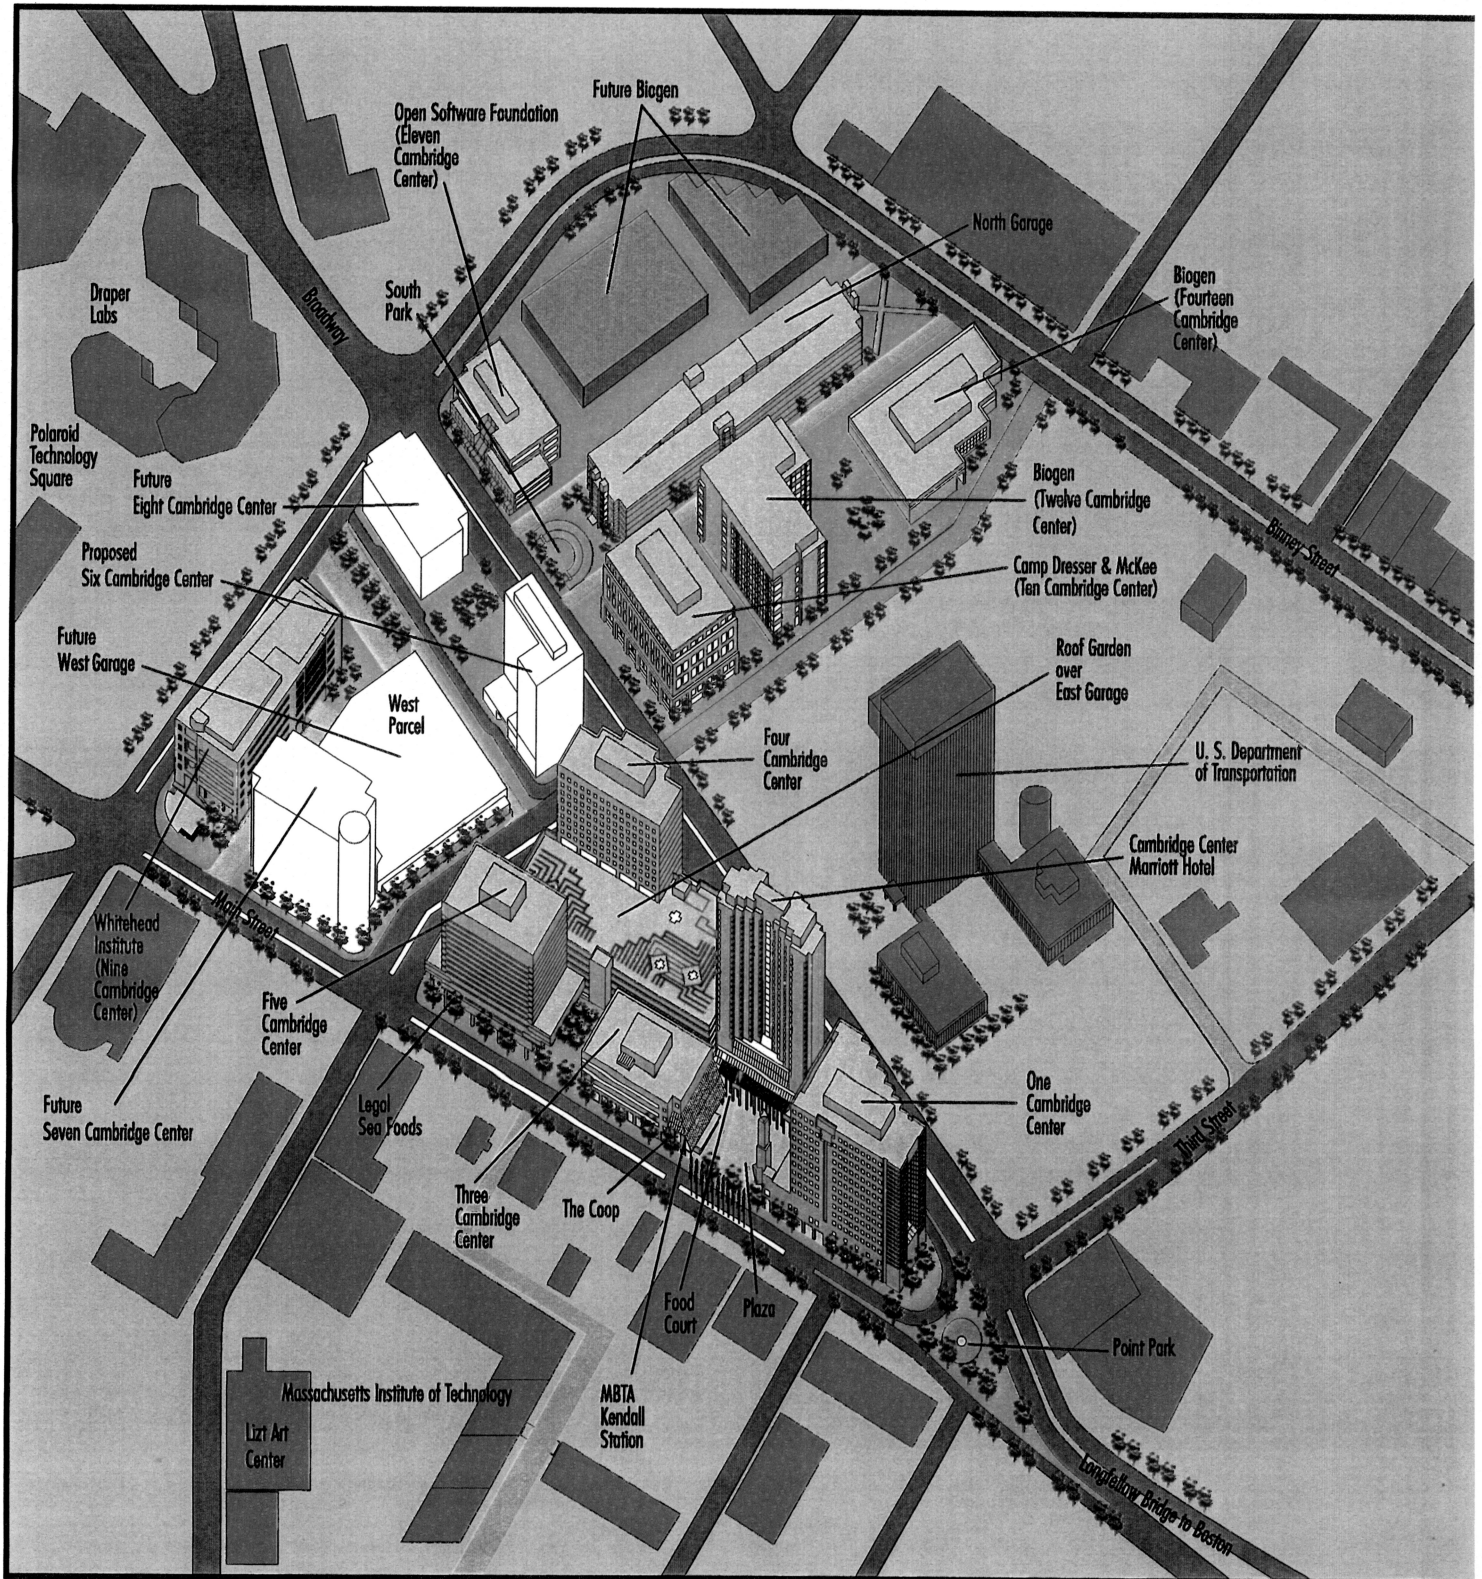 Future Biogen
Open Software Foundation
(Eleven
Cambridge
Center)
North Garage
South
Park
Biogen
(Fourteen
Cambridge
Center)
Draper
Labs
Broadway
Polaroid
Technology
Square
Future
Eight Cambridge Center
Biogen
(Twelve Cambridge
Center)
Binney Street
Proposed
Six Cambridge Center
Camp Dresser & McKee
(Ten Cambridge Center)
Future
West Garage
Roof Garden
over
East Garage
West
Parcel
Four
Cambridge
Center
U. S. Department
of Transportation
Cambridge Center
Marriott Hotel
Main Street
Whitehead
Institute
(Nine
Cambridge
Center)
Five
Cambridge
Center
Future
Seven Cambridge Center
Legal
Sea Foods
One
Cambridge
Center
Third Street
Three
Cambridge
Center
The Coop
Food
Court
Plaza
Point Park
MBTA
Kendall
Station
Massachusetts Institute of Technology
Lizt Art
Center
Longfellow Bridge to Boston